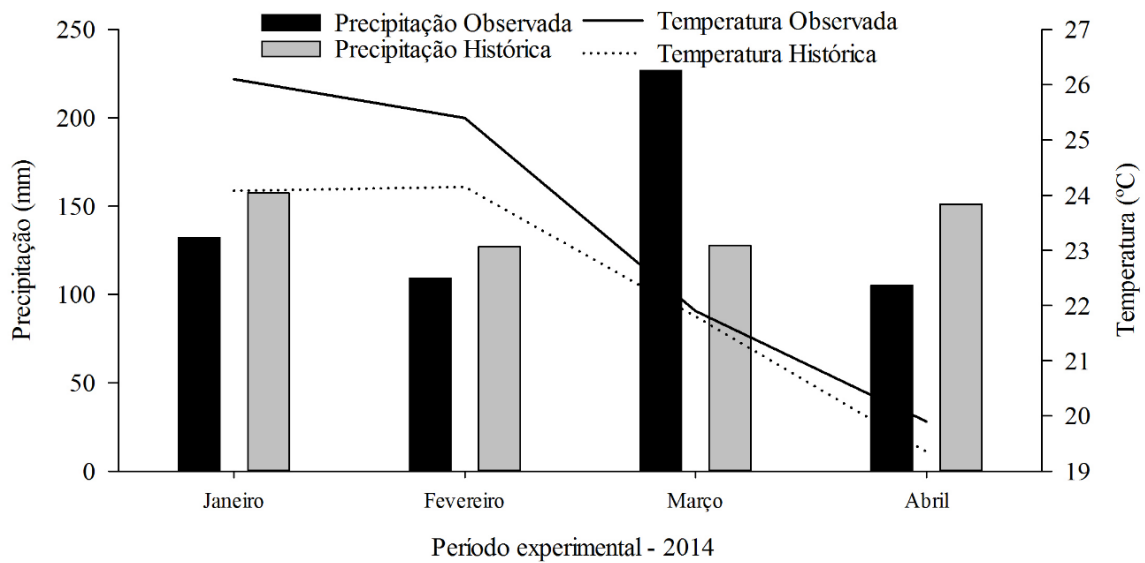 Precipitação Observada
Precipitação Histórica
Temperatura Observada
Temperatura Histórica
Precipitação (mm)
250
200
150
100
50
0
Temperatura (ºC)
27
26
25
24
23
22
21
20
19
Janeiro
Fevereiro
Março
Abril
Período experimental - 2014